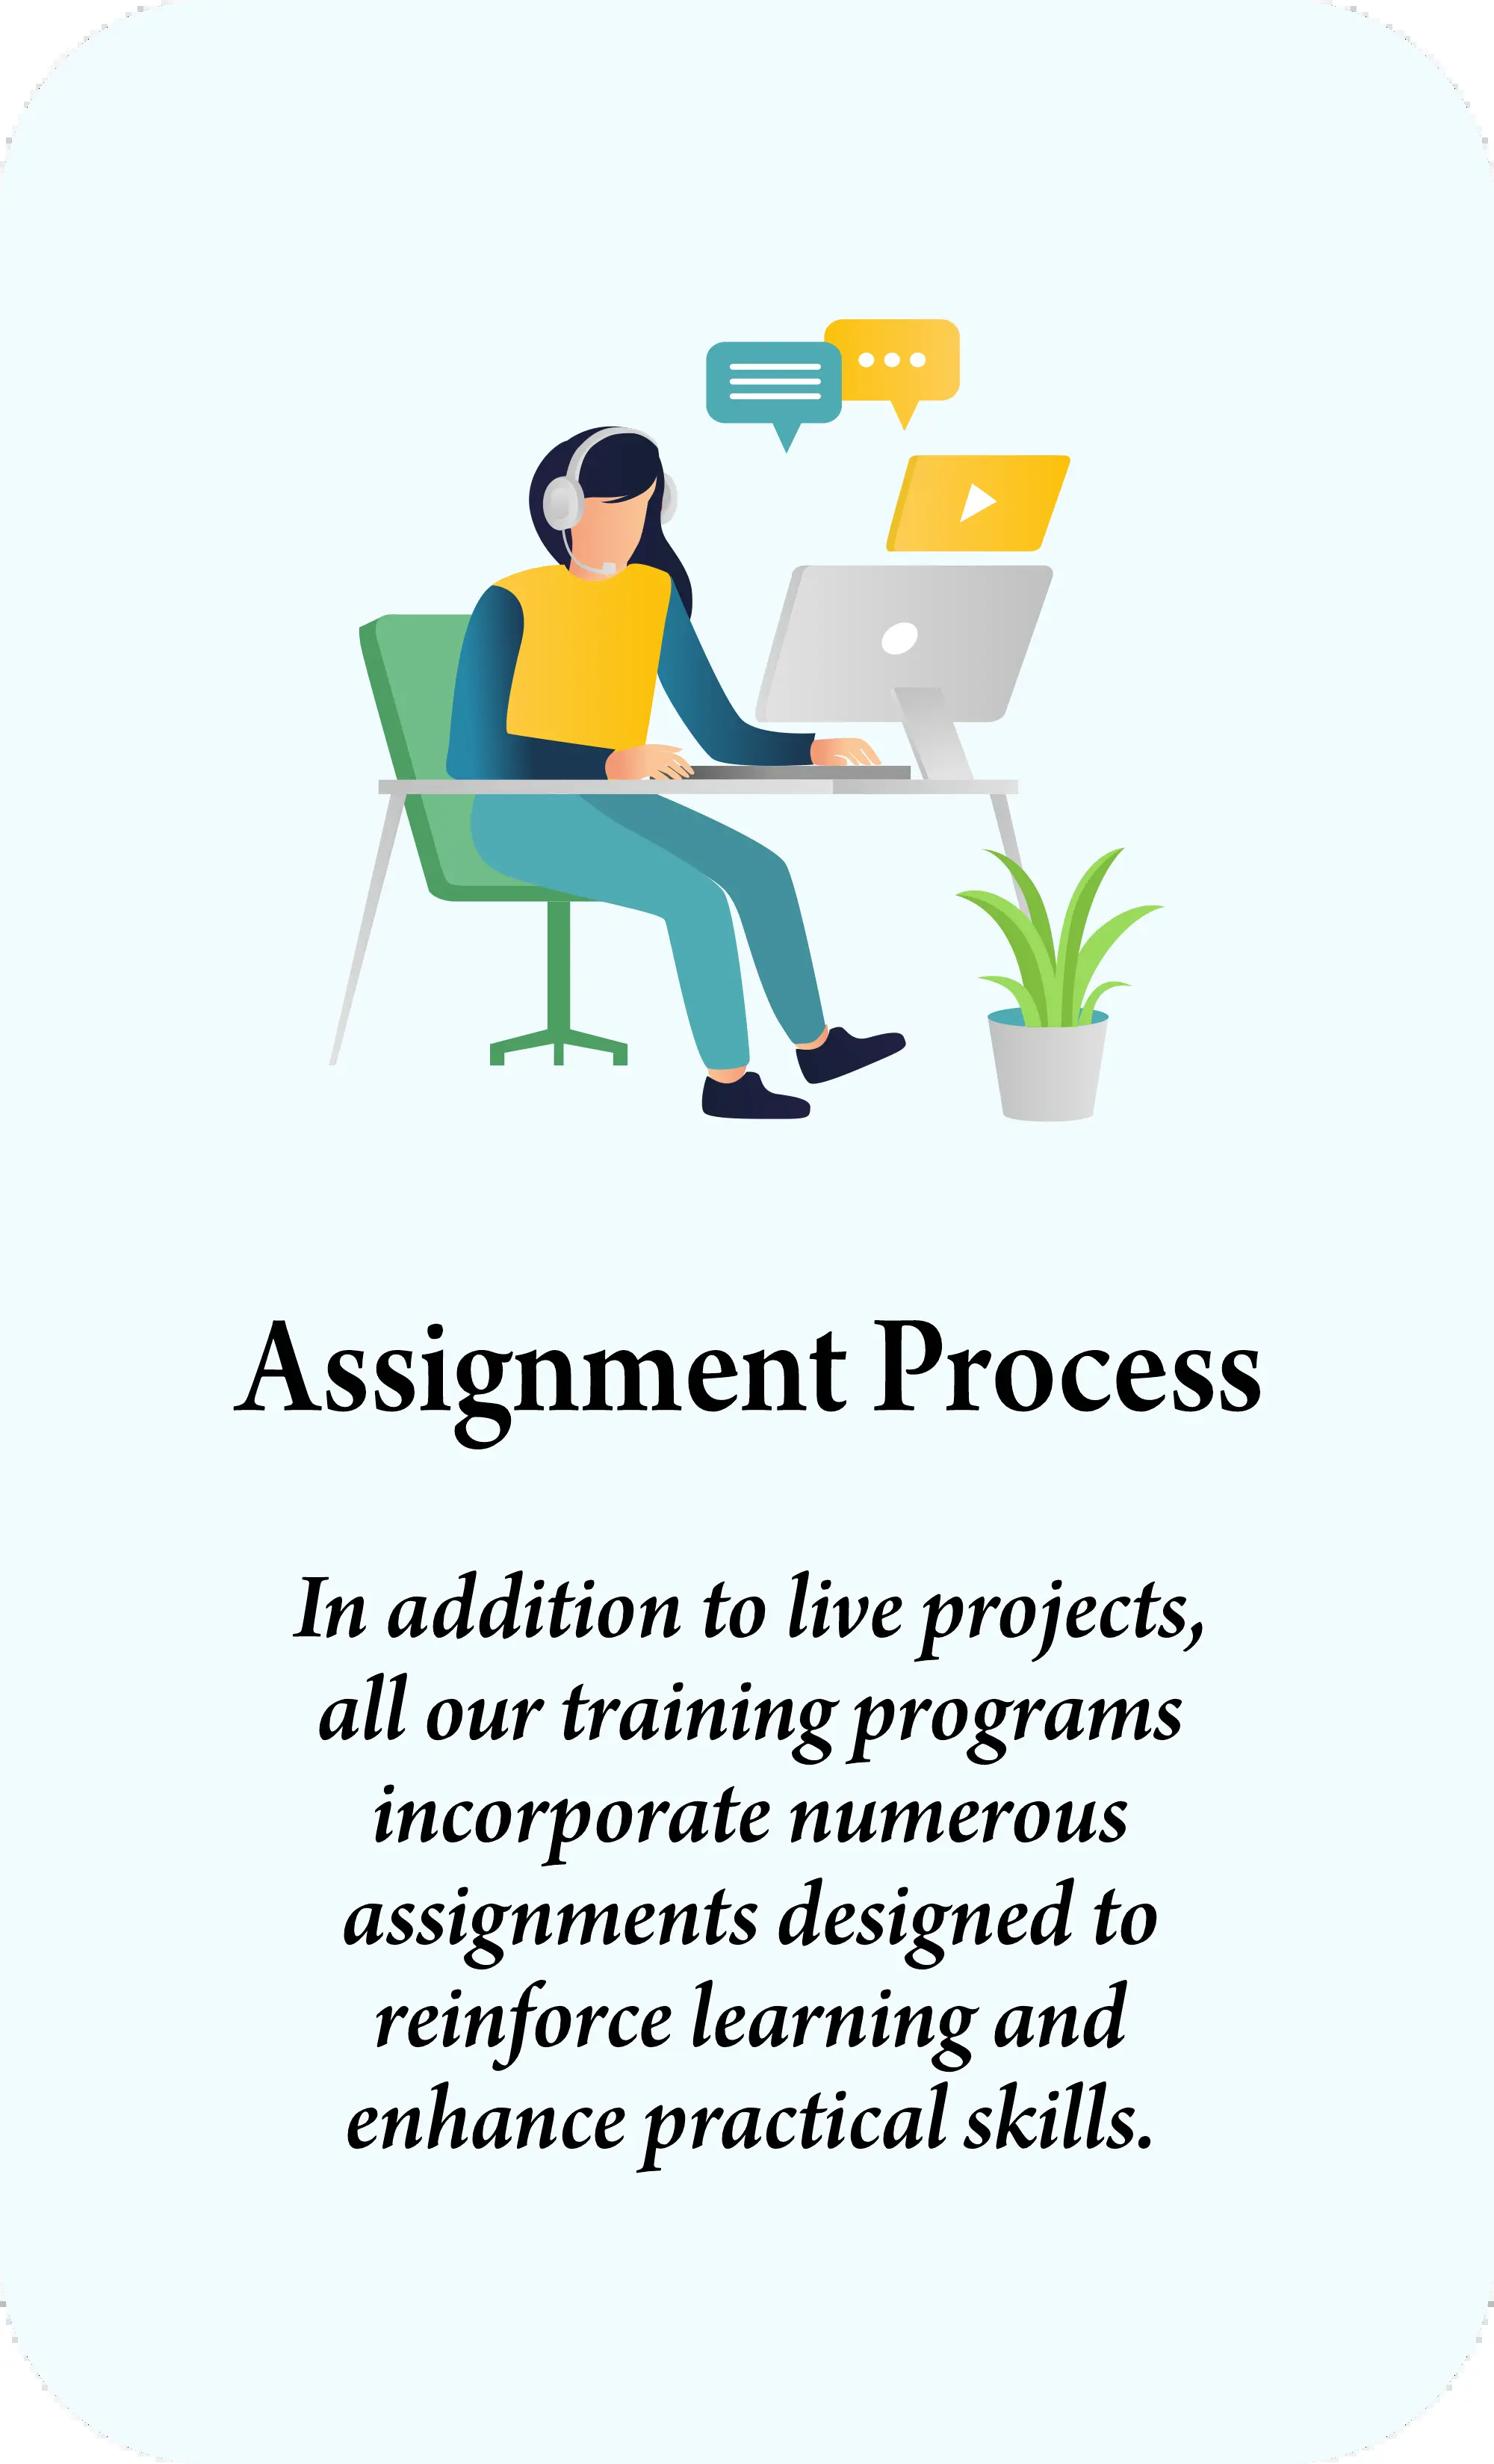 Assignment Process
In addition to live projects,
all our training programs
incorporate numerous
assignments designed to
reinforce learning and
enhance practical skills.